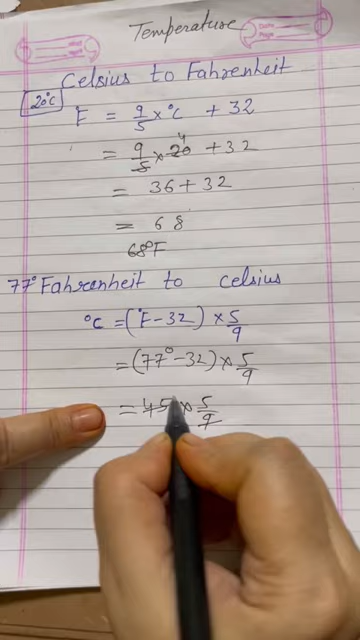 Temperature
Celsius to Fahrenheit
20°C
F = 9/5 × °C + 32
= 9/5 × 20 4 + 32
= 36 + 32
= 68
68°F
77° Fahrenheit to celsius
°C = (°F - 32) × 5/9
= (77° - 32) × 5/9
= 45 × 5/9